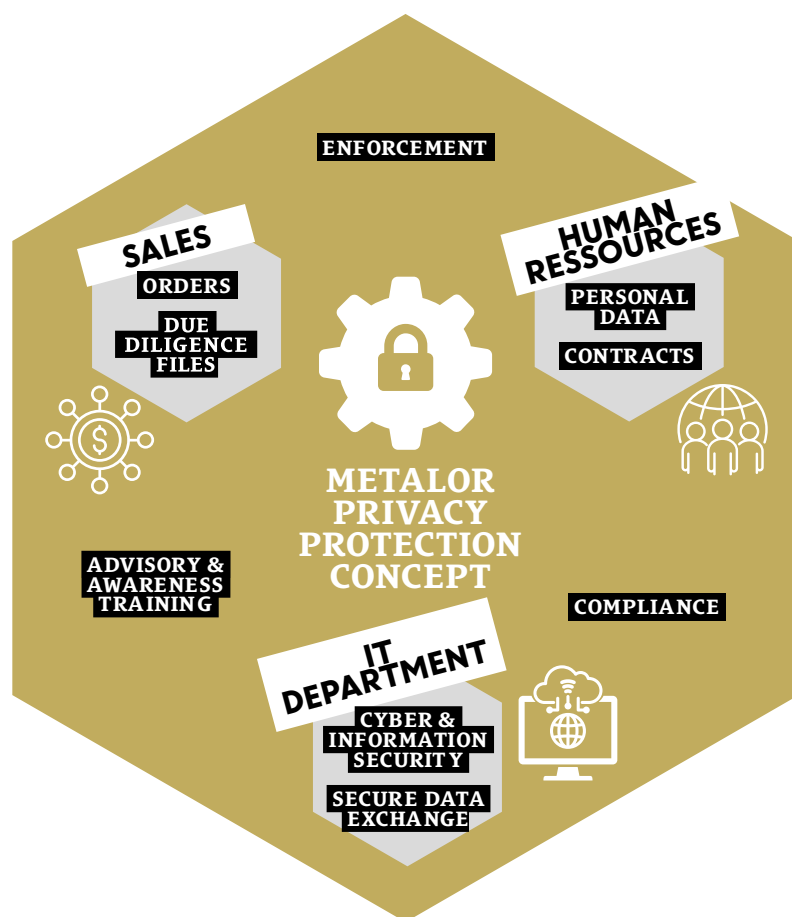 ENFORCEMENT
SALES
ORDERS
DUE
DILIGENCE
FILES
HUMAN
RESSOURCES
PERSONAL
DATA
CONTRACTS
$
METALOR
PRIVACY
PROTECTION
CONCEPT
ADVISORY &
AWARENESS
TRAINING
COMPLIANCE
IT
DEPARTMENT
CYBER &
INFORMATION
SECURITY
SECURE DATA
EXCHANGE